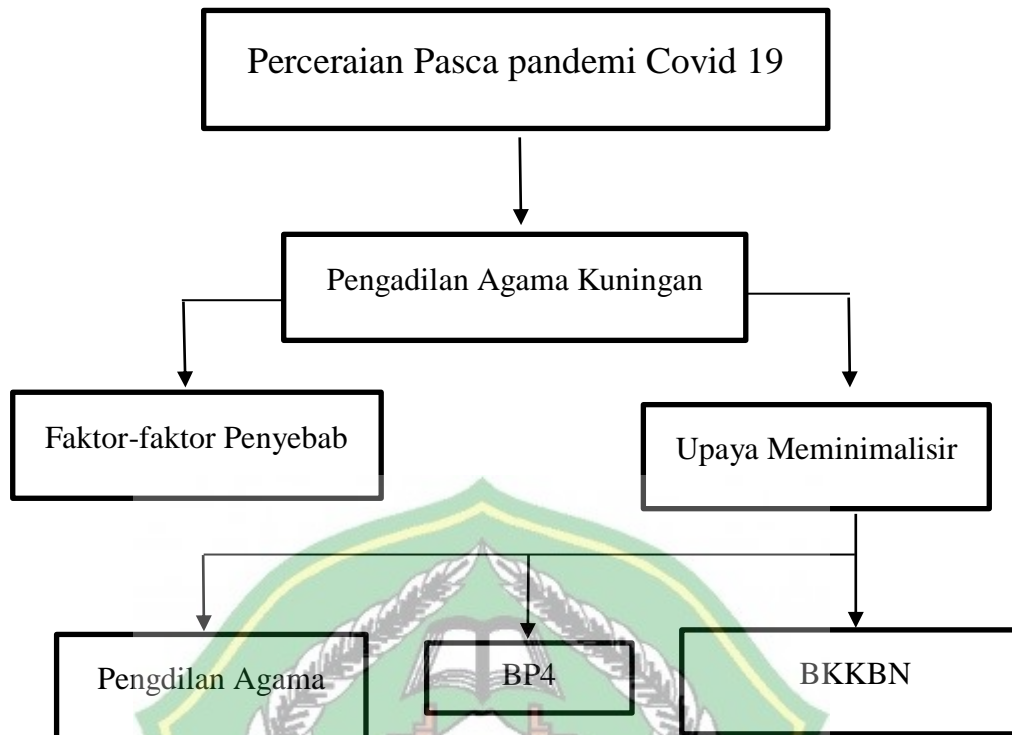 Perceraian Pasca pandemi Covid 19
Pengadilan Agama Kuningan
Faktor-faktor Penyebab
Upaya Meminimalisir
Pengdilan Agama
BP4
BKKBN